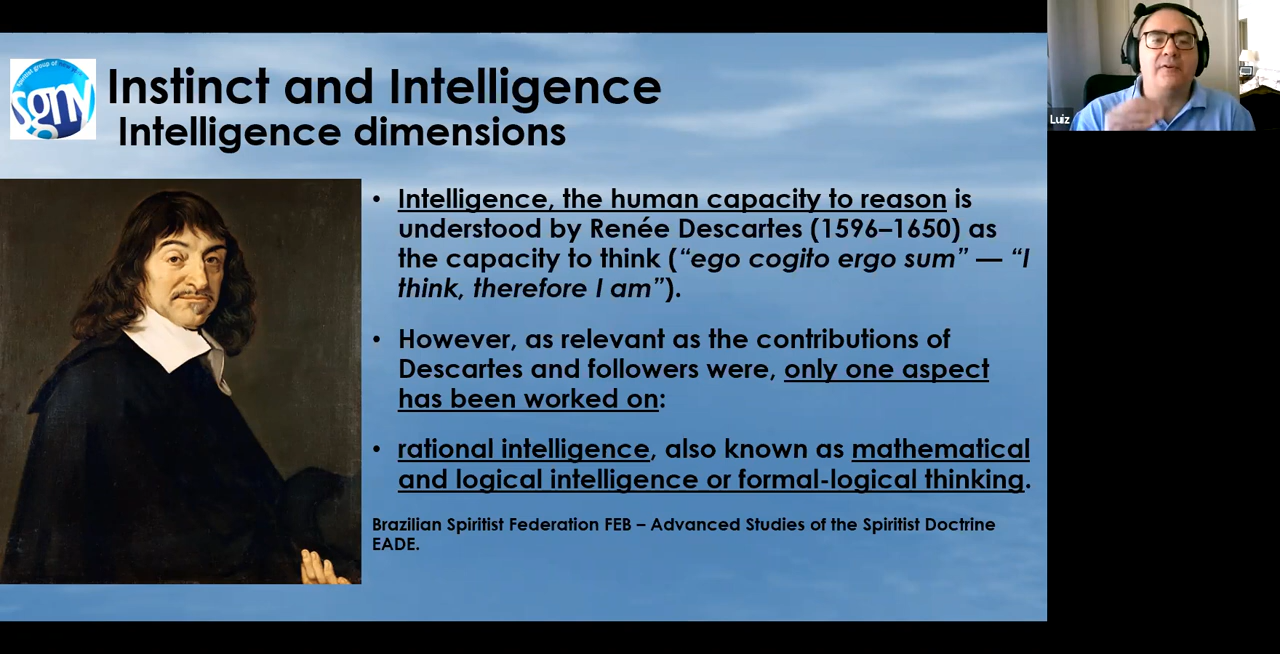 sgny
Instinct and Intelligence
Intelligence dimensions
Luiz
• Intelligence, the human capacity to reason is
understood by Renée Descartes (1596–1650) as
the capacity to think (“ego cogito ergo sum” — “I
think, therefore I am”).
• However, as relevant as the contributions of
Descartes and followers were, only one aspect
has been worked on:
• rational intelligence, also known as mathematical
and logical intelligence or formal-logical thinking.
Brazilian Spiritist Federation FEB – Advanced Studies of the Spiritist Doctrine
EADE.